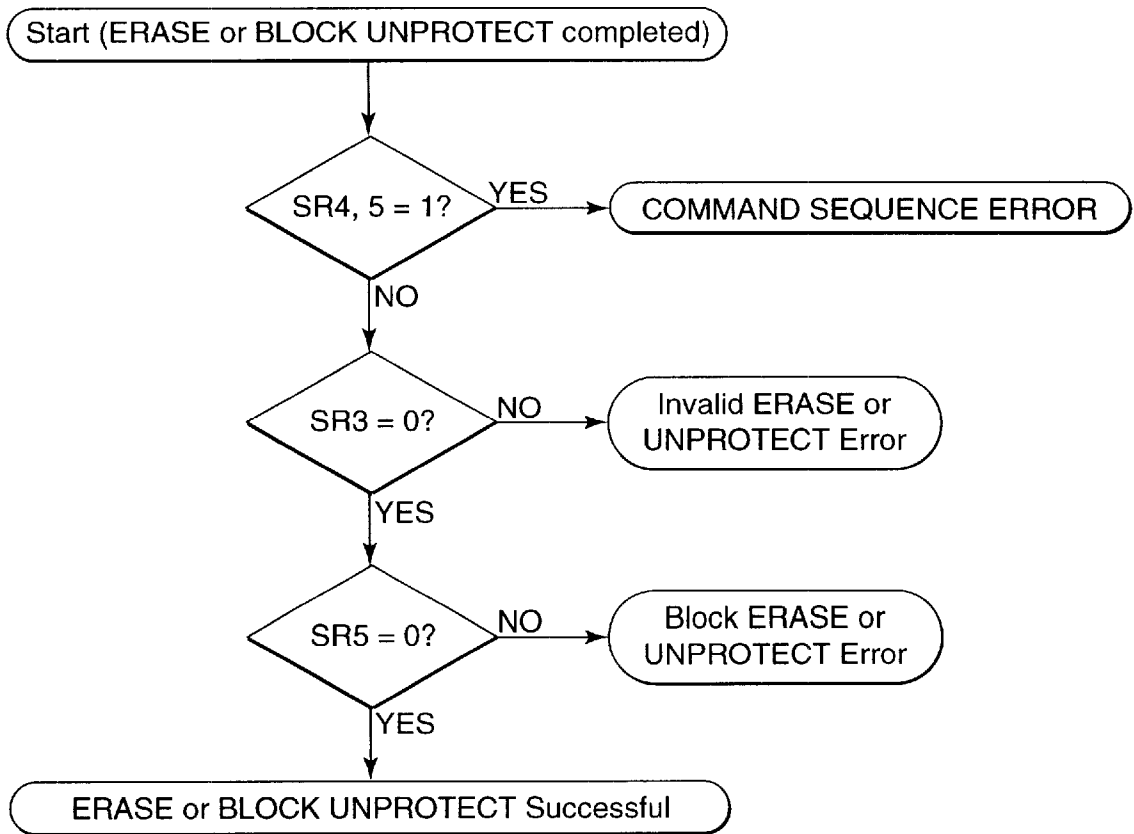 Start (ERASE or BLOCK UNPROTECT completed)
SR4, 5 = 1?
YES
COMMAND SEQUENCE ERROR
NO
SR3 = 0?
NO
Invalid ERASE or
UNPROTECT Error
YES
SR5 = 0?
NO
Block ERASE or
UNPROTECT Error
YES
ERASE or BLOCK UNPROTECT Successful